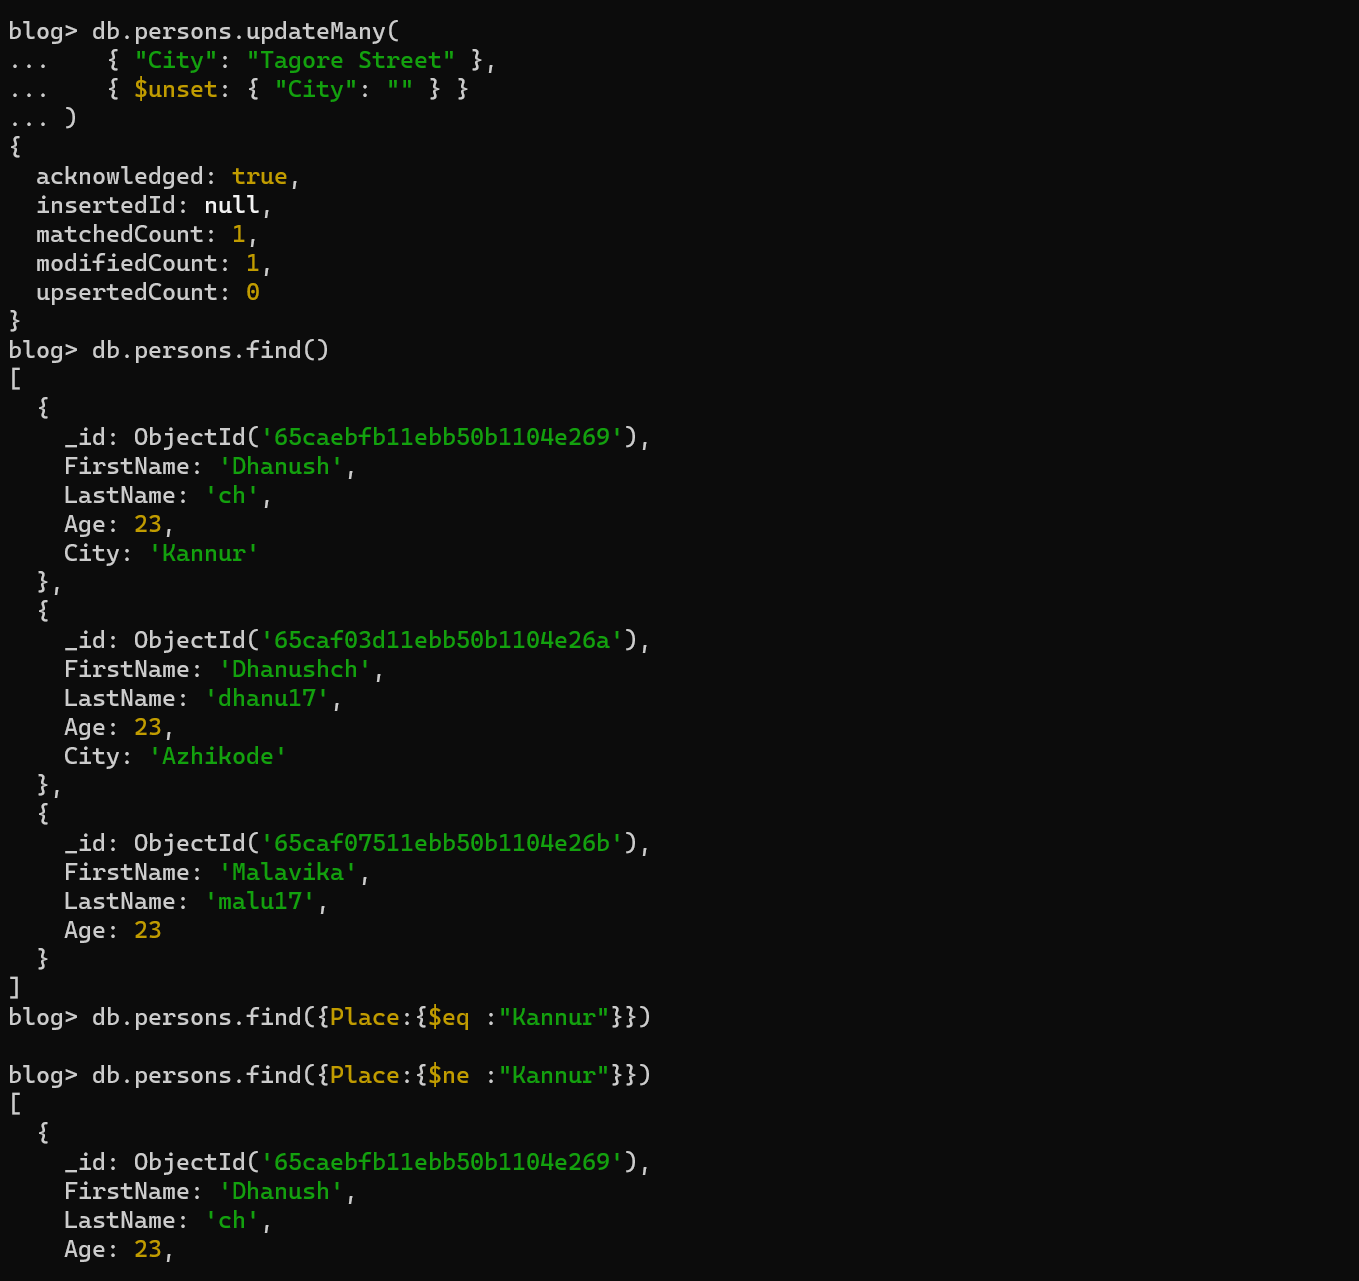 blog> db.persons.updateMany(
...    { "City": "Tagore Street" },
...    { $unset: { "City": "" } }
... )
{
  acknowledged: true,
  insertedId: null,
  matchedCount: 1,
  modifiedCount: 1,
  upsertedCount: 0
}
blog> db.persons.find()
[
  {
    _id: ObjectId('65caebfb11ebb50b1104e269'),
    FirstName: 'Dhanush',
    LastName: 'ch',
    Age: 23,
    City: 'Kannur'
  },
  {
    _id: ObjectId('65caf03d11ebb50b1104e26a'),
    FirstName: 'Dhanushch',
    LastName: 'dhanu17',
    Age: 23,
    City: 'Azhikode'
  },
  {
    _id: ObjectId('65caf07511ebb50b1104e26b'),
    FirstName: 'Malavika',
    LastName: 'malu17',
    Age: 23
  }
]
blog> db.persons.find({Place:{$eq :"Kannur"}})

blog> db.persons.find({Place:{$ne :"Kannur"}})
[
  {
    _id: ObjectId('65caebfb11ebb50b1104e269'),
    FirstName: 'Dhanush',
    LastName: 'ch',
    Age: 23,